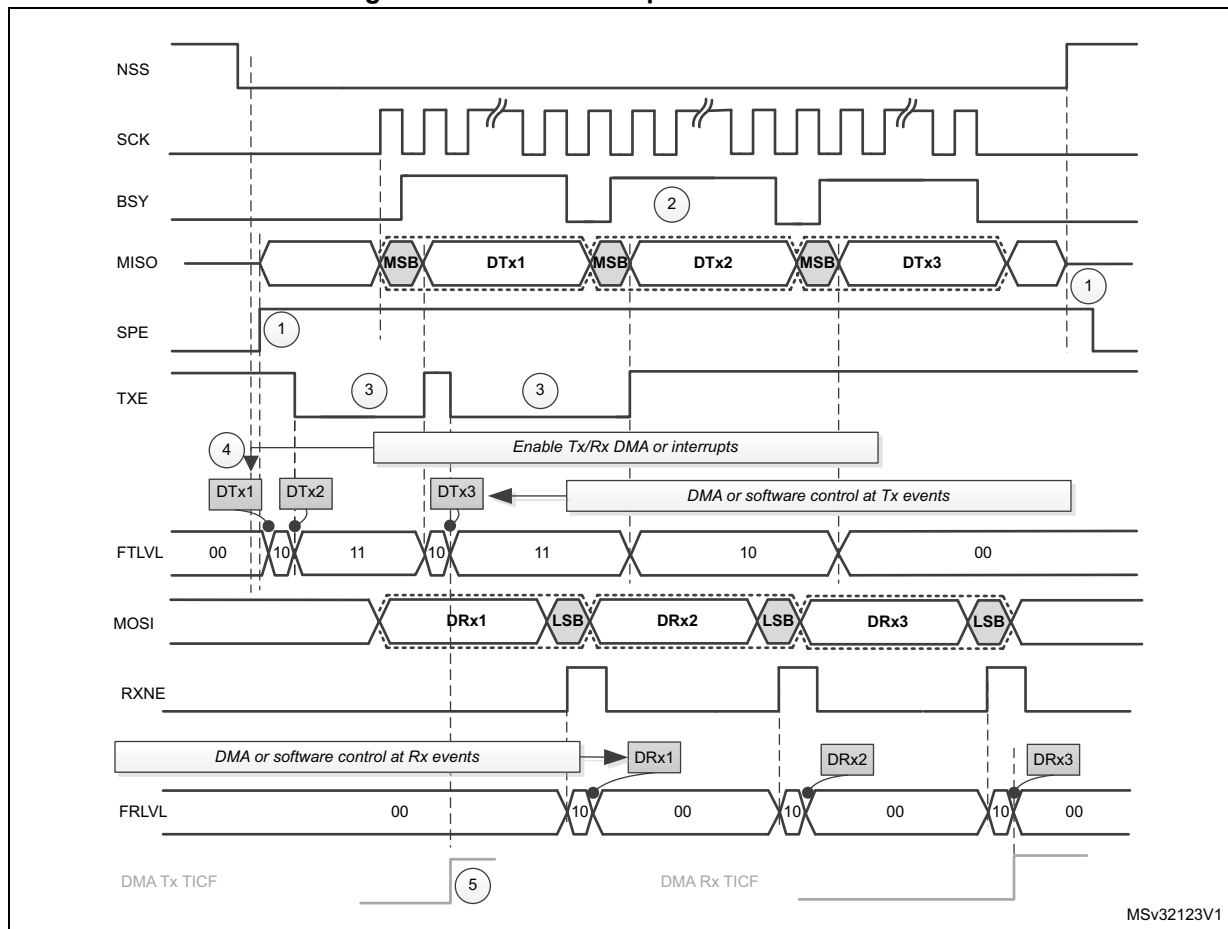 NSS
SCK
BSY
2
MISO
MSB DTx1 MSB DTx2 MSB DTx3
1
SPE
1
TXE
3 3
4
Enable Tx/Rx DMA or interrupts
DTx1 DTx2 DTx3
DMA or software control at Tx events
FTLVL 00 10 11 10 11 10 00
MOSI DRx1 LSB DRx2 LSB DRx3 LSB
RXNE
DMA or software control at Rx events
DRx1 DRx2 DRx3
FRLVL 00 10 00 10 00 10 00
DMA Tx TICF 5 DMA Rx TICF
MSv32123V1